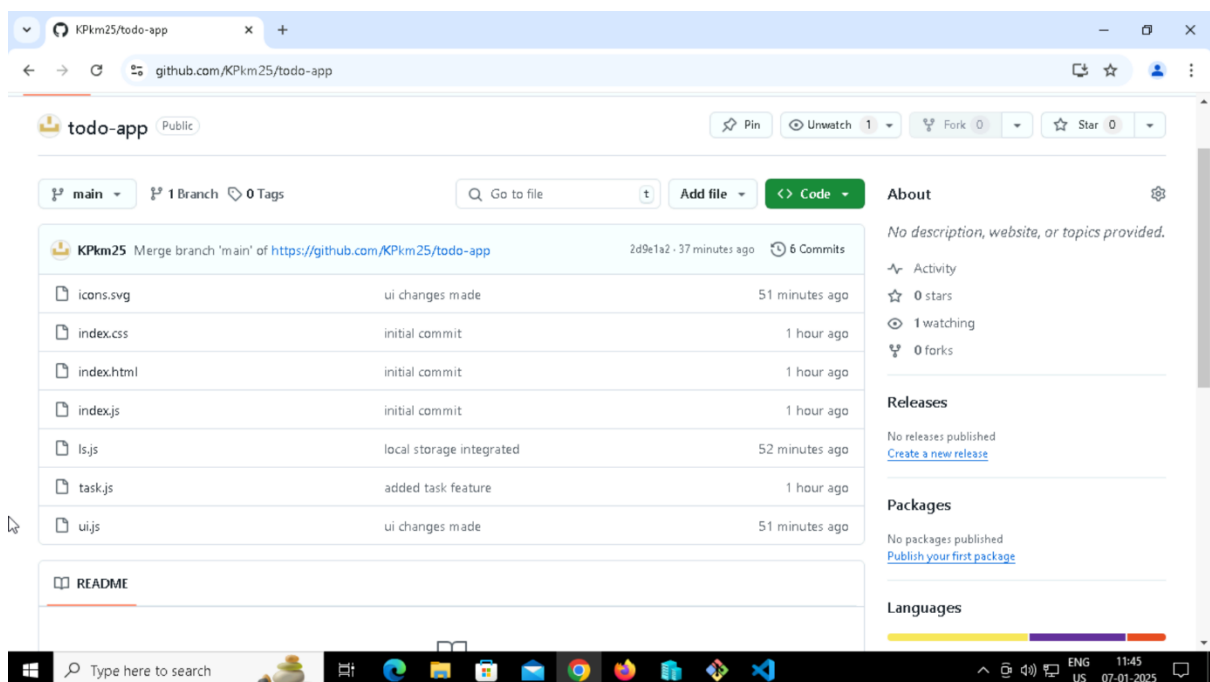 KPkm25/todo-app
github.com/KPkm25/todo-app
todo-app Public Pin Unwatch 1 Fork 0 Star 0
main 1 Branch 0 Tags Go to file t Add file <> Code
KPkm25 Merge branch 'main' of https://github.com/KPkm25/todo-app 2d9e1a2 · 37 minutes ago 6 Commits
icons.svg ui changes made 51 minutes ago
index.css initial commit 1 hour ago
index.html initial commit 1 hour ago
index.js initial commit 1 hour ago
ls.js local storage integrated 52 minutes ago
task.js added task feature 1 hour ago
ui.js ui changes made 51 minutes ago
README
About
No description, website, or topics provided.
Activity
0 stars
1 watching
0 forks
Releases
No releases published
Create a new release
Packages
No packages published
Publish your first package
Languages
Type here to search
ENG 11:45
US 07-01-2025